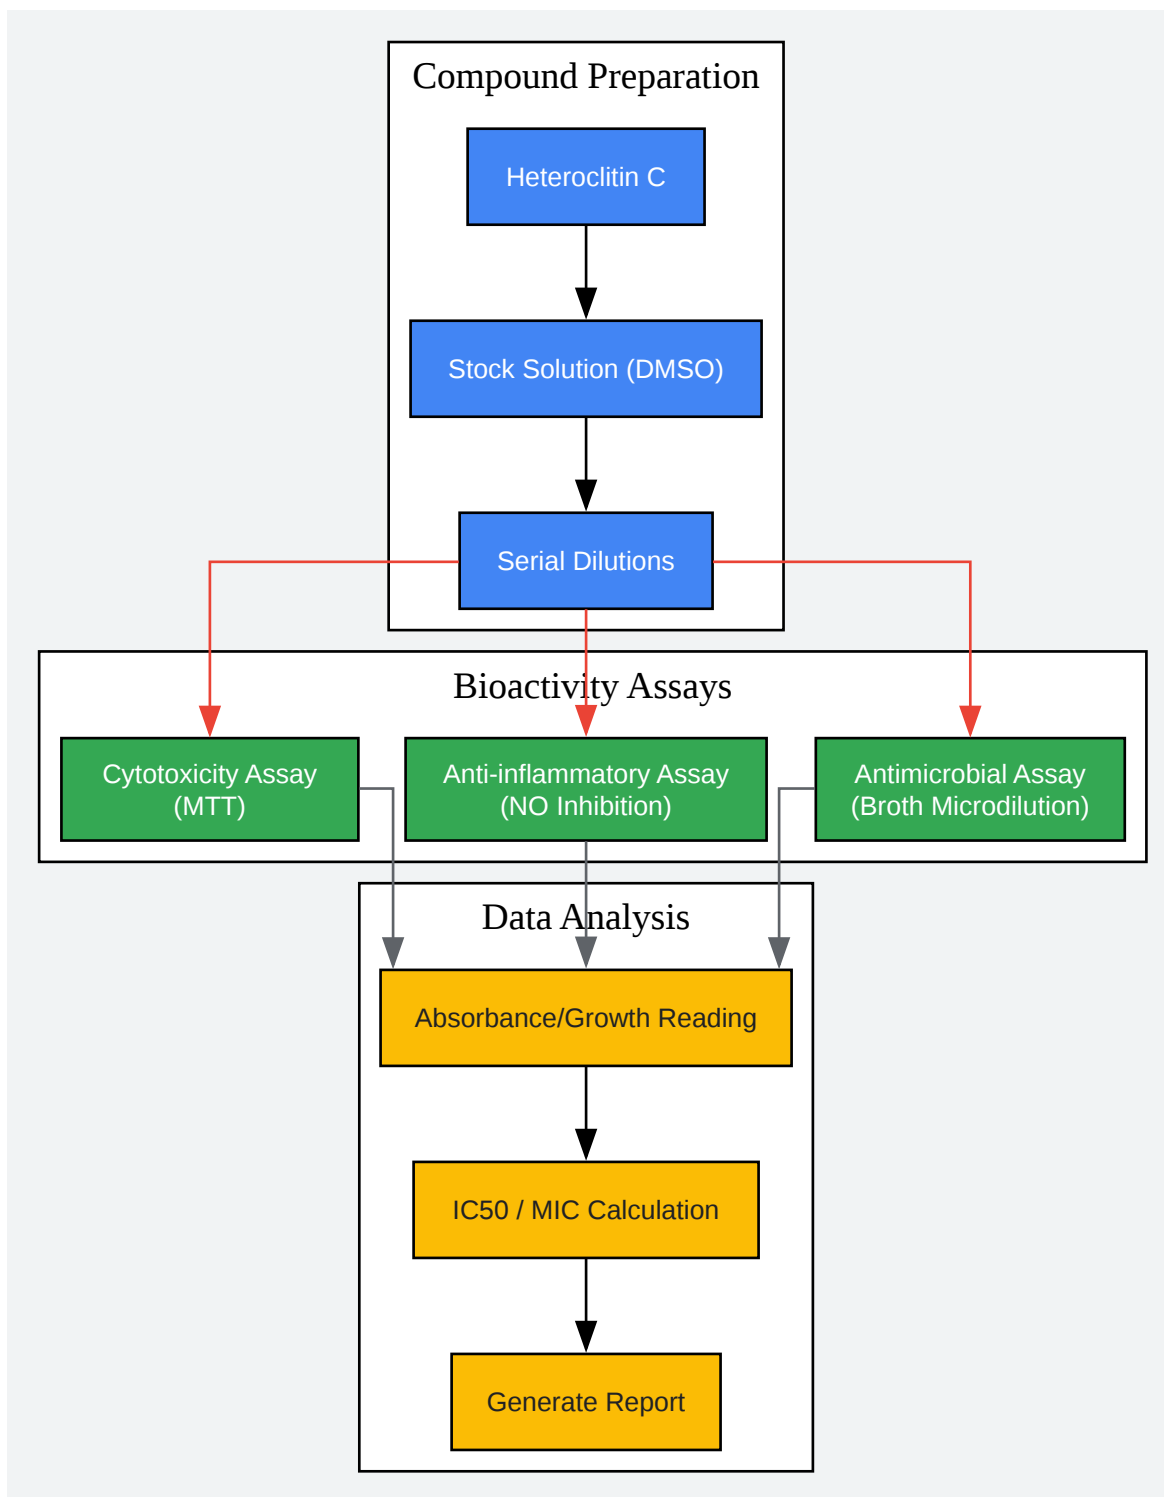 Compound Preparation
Heteroclitin C
Stock Solution (DMSO)
Serial Dilutions
Bioactivity Assays
Cytotoxicity Assay
(MTT)
Anti-inflammatory Assay
(NO Inhibition)
Antimicrobial Assay
(Broth Microdilution)
Data Analysis
Absorbance/Growth Reading
IC50 / MIC Calculation
Generate Report